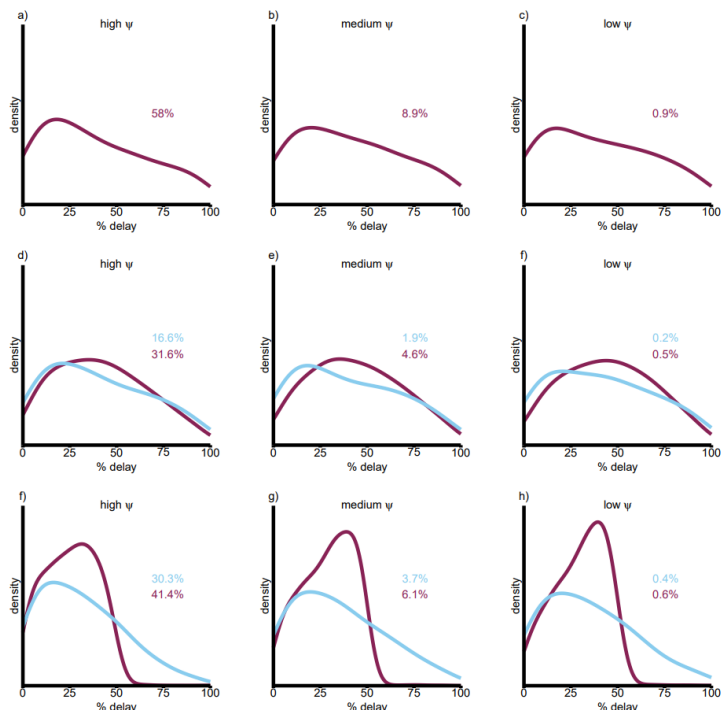 a)
high ψ
density
58%
0 25 50 75 100
% delay
b)
medium ψ
density
8.9%
0 25 50 75 100
% delay
c)
low ψ
density
0.9%
0 25 50 75 100
% delay
d)
high ψ
density
16.6%
31.6%
0 25 50 75 100
% delay
e)
medium ψ
density
1.9%
4.6%
0 25 50 75 100
% delay
f)
low ψ
density
0.2%
0.5%
0 25 50 75 100
% delay
f)
high ψ
density
30.3%
41.4%
0 25 50 75 100
% delay
g)
medium ψ
density
3.7%
6.1%
0 25 50 75 100
% delay
h)
low ψ
density
0.4%
0.6%
0 25 50 75 100
% delay